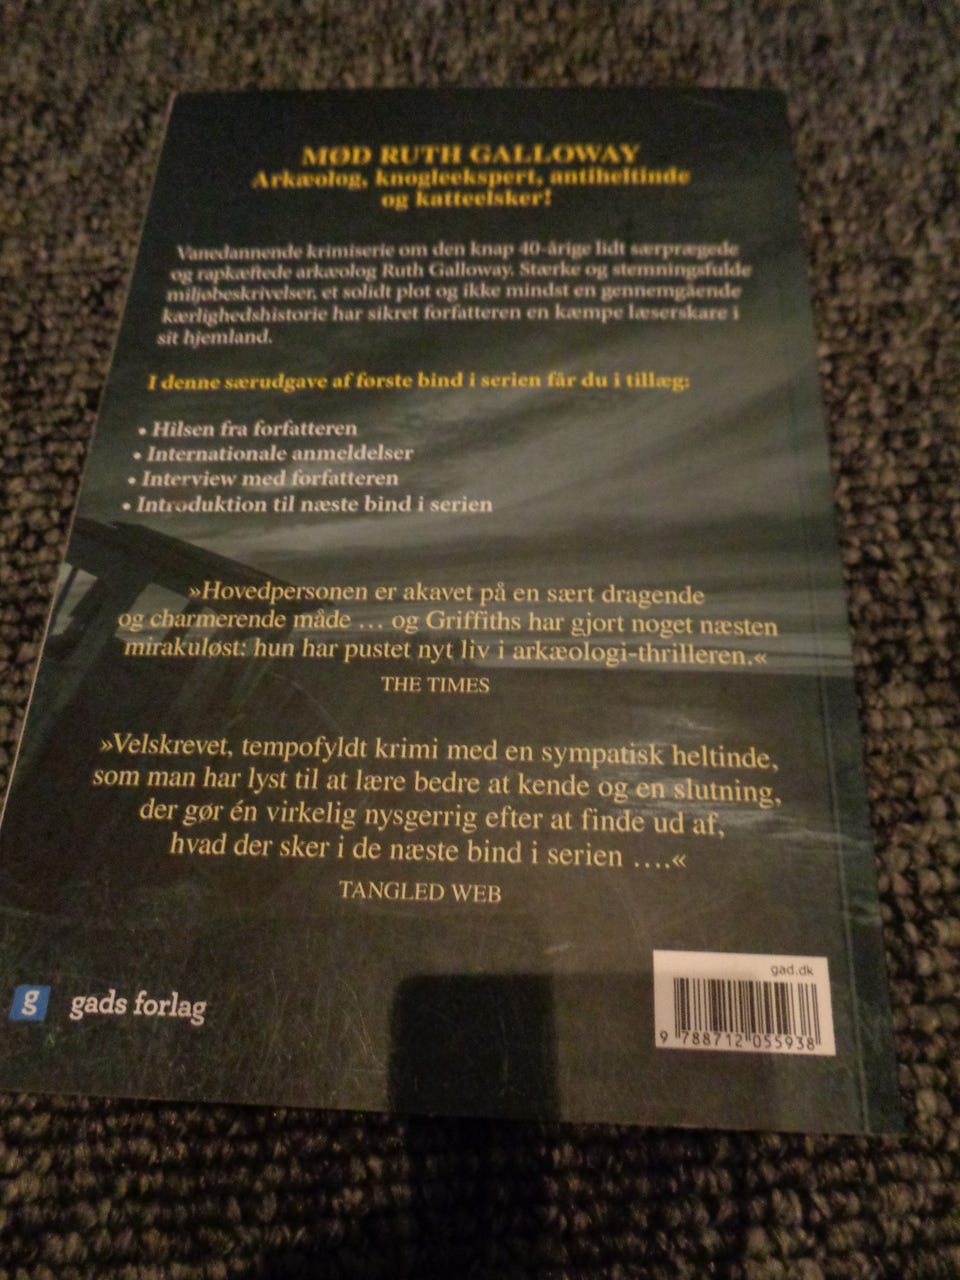 MØD RUTH GALLOWAY
Arkæolog, knogleekspert, antiheltinde
og katteelsker!
Vanedannende krimiserie om den knap 40-årige lidt særprægede
og rapkæftede arkæolog Ruth Galloway. Stærke og stemningsfulde
miljøbeskrivelser, et solidt plot og ikke mindst en gennemgående
kærlighedshistorie har sikret forfatteren en kæmpe læserskare i
sit hjemland.
I denne særudgave af første bind i serien får du i tillæg:
• Hilsen fra forfatteren
• Internationale anmeldelser
• Interview med forfatteren
• Introduktion til næste bind i serien
»Hovedpersonen er akavet på en sært dragende
og charmerende måde ... og Griffiths har gjort noget næsten
mirakuløst: hun har pustet nyt liv i arkæologi-thrilleren.«
THE TIMES
»Velskrevet, tempofyldt krimi med en sympatisk heltinde,
som man har lyst til at lære bedre at kende og en slutning,
der gør én virkelig nysgerrig efter at finde ud af,
hvad der sker i de næste bind i serien ....«
TANGLED WEB
g gads forlag
gad.dk
9 788712 055938